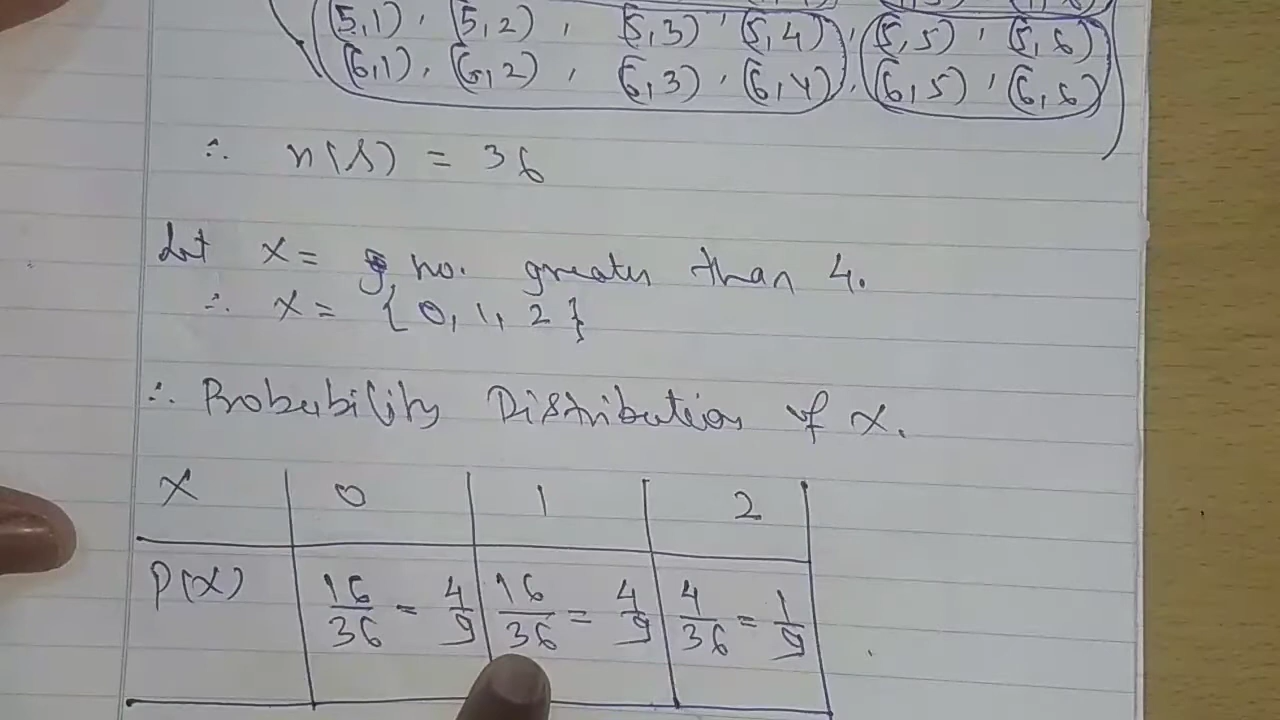 (5,1), (5,2), (5,3), (5,4), (5,5), (5,6)
(6,1), (6,2), (6,3), (6,4), (6,5), (6,6)
∴ n(S) = 36
Let X = no. greater than 4.
∴ X = {0, 1, 2}
∴ Probability Distribution of X.
X 0 1 2
P(X) 16/36 = 4/9 16/36 = 4/9 4/36 = 1/9